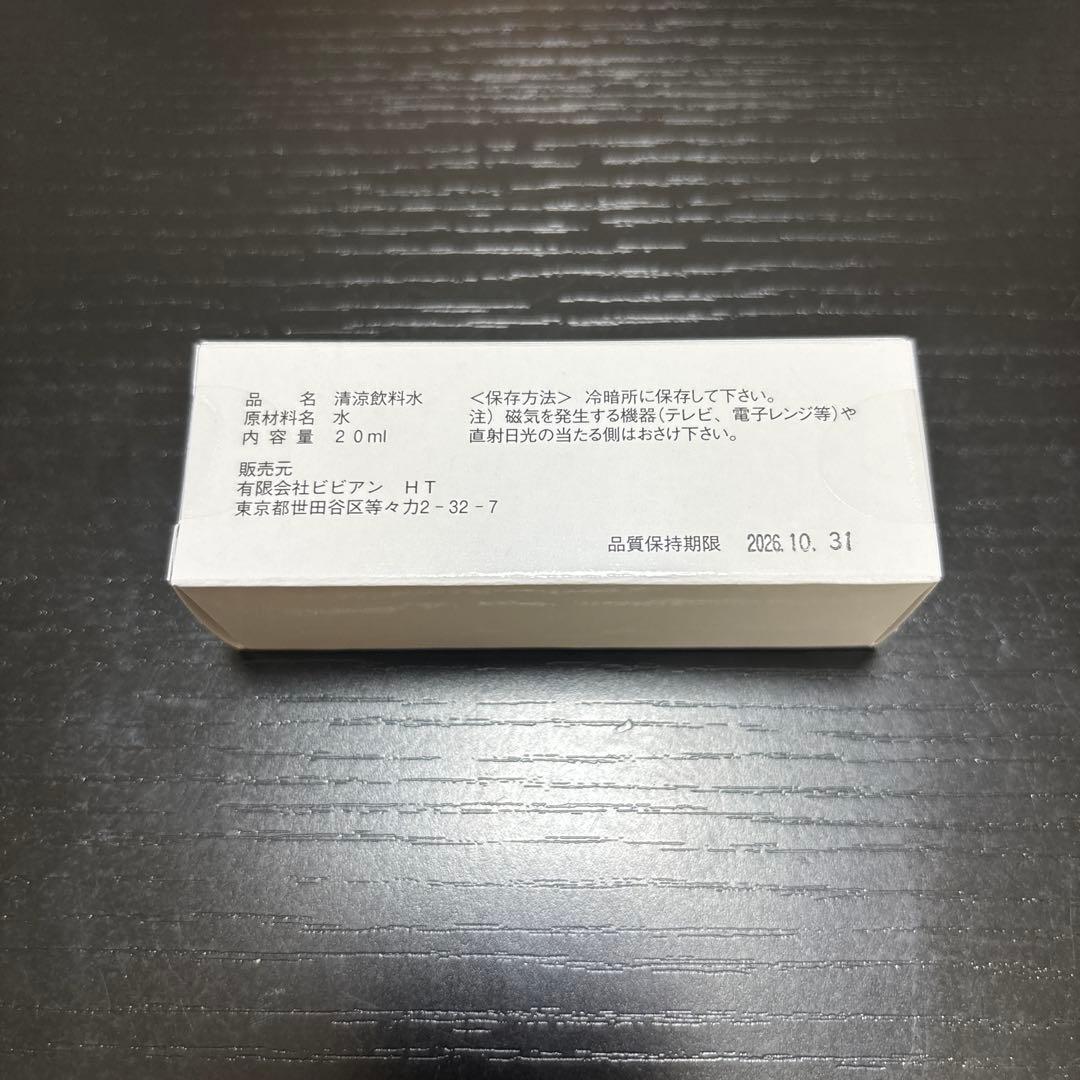 品　　名　清涼飲料水
原材料名　水
内 容 量　２０ml
＜保存方法＞ 冷暗所に保存して下さい。
注）磁気を発生する機器（テレビ、電子レンジ等）や
直射日光の当たる側はおさけ下さい。
販売元
有限会社ビビアン　ＨＴ
東京都世田谷区等々力2－32－7
品質保持期限　2026.10.31